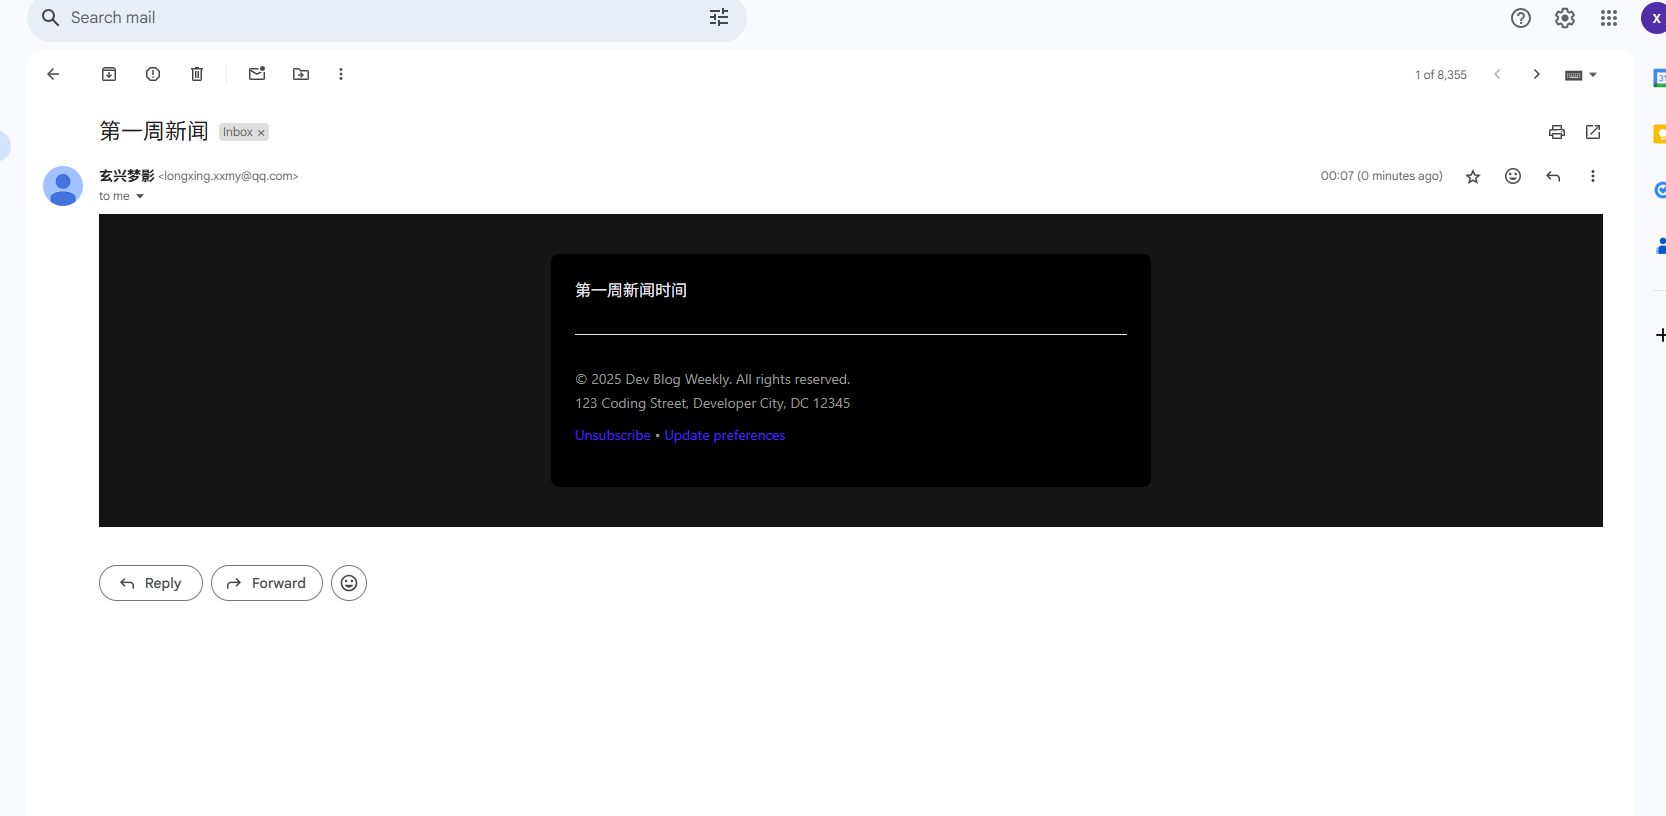 Search mail
X
1 of 8,355
第一周新闻 Inbox ×
玄兴梦影 <longxing.xxmy@qq.com>
00:07 (0 minutes ago)
to me
第一周新闻时间
© 2025 Dev Blog Weekly. All rights reserved.
123 Coding Street, Developer City, DC 12345
Unsubscribe • Update preferences
Reply
Forward